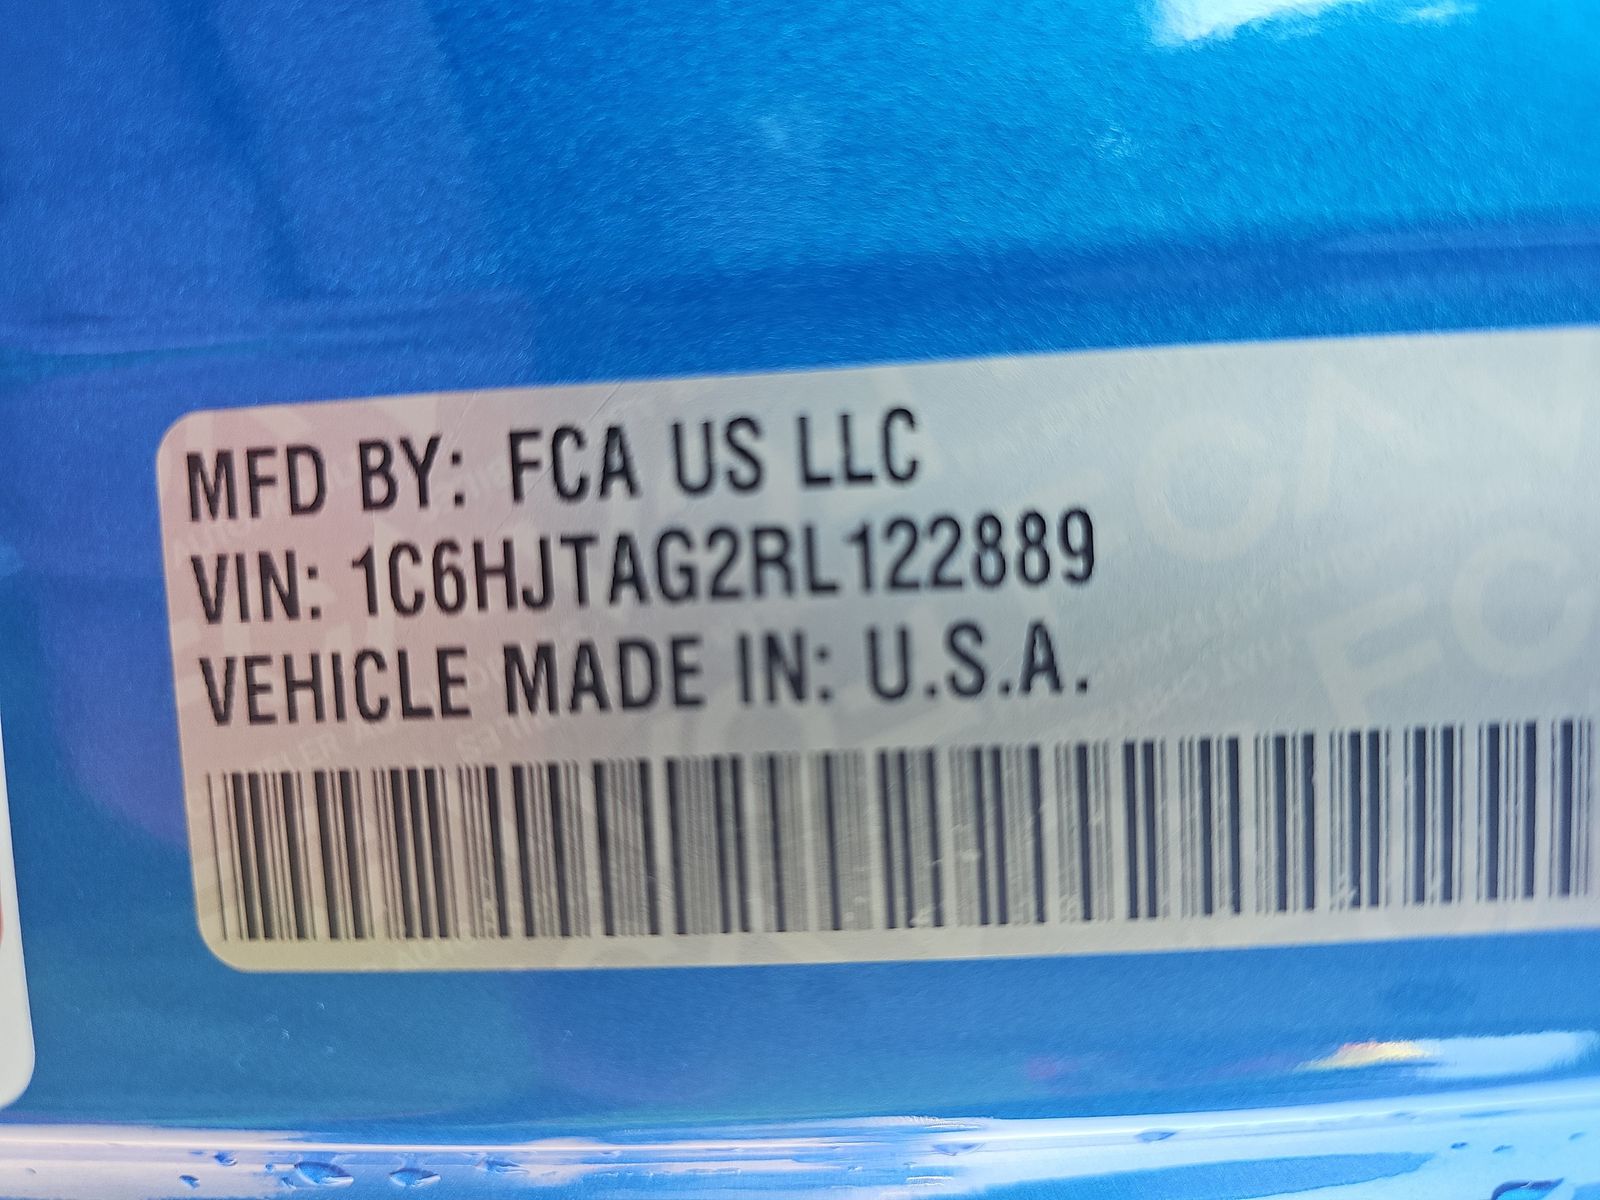 MFD BY: FCA US LLC
VIN: 1C6HJTAG2RL122889
VEHICLE MADE IN: U.S.A.